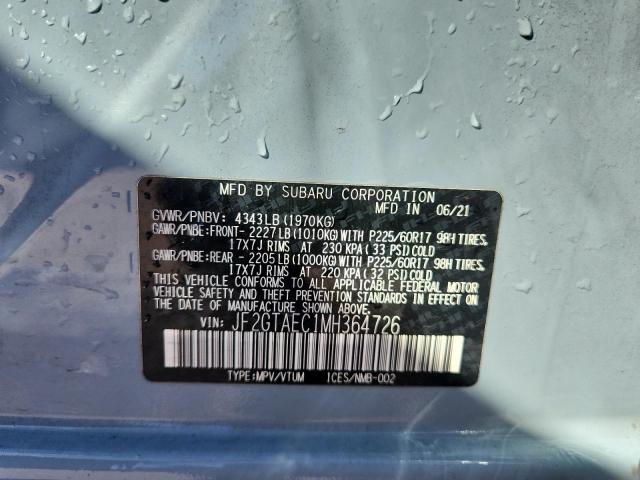 MFD BY SUBARU CORPORATION
MFD IN 06/21
GVWR/PNBV: 4343LB(1970KG)
GAWR/PNBE:FRONT- 2227LB(1010KG)WITH P225/60R17 98H TIRES,
17X7J RIMS AT 230 KPA(33 PSI)COLD
GAWR/PNBE:REAR - 2205LB(1000KG)WITH P225/60R17 98H TIRES,
17X7J RIMS AT 220 KPA(32 PSI)COLD
THIS VEHICLE CONFORMS TO ALL APPLICABLE FEDERAL MOTOR
VEHICLE SAFETY AND THEFT PREVENTION STANDARDS IN EFFECT
ON THE DATE OF MANUFACTURE SHOWN ABOVE.
VIN: JF2GTAEC1MH364726
TYPE:MPV/VTUM ICES/NMB-002